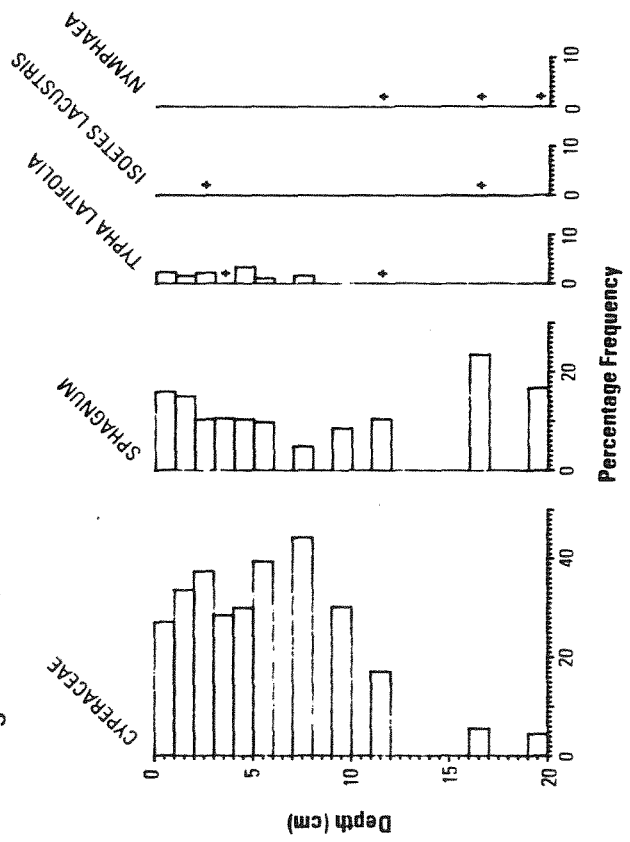 CYPERACEAE
SPHAGNUM
TYPHA LATIFOLIA
ISOETES LACUSTRIS
NYMPHAEA
0
5
10
15
20
Depth (cm)
0 20 40
0 20
0 10
0 10
0 10
Percentage Frequency